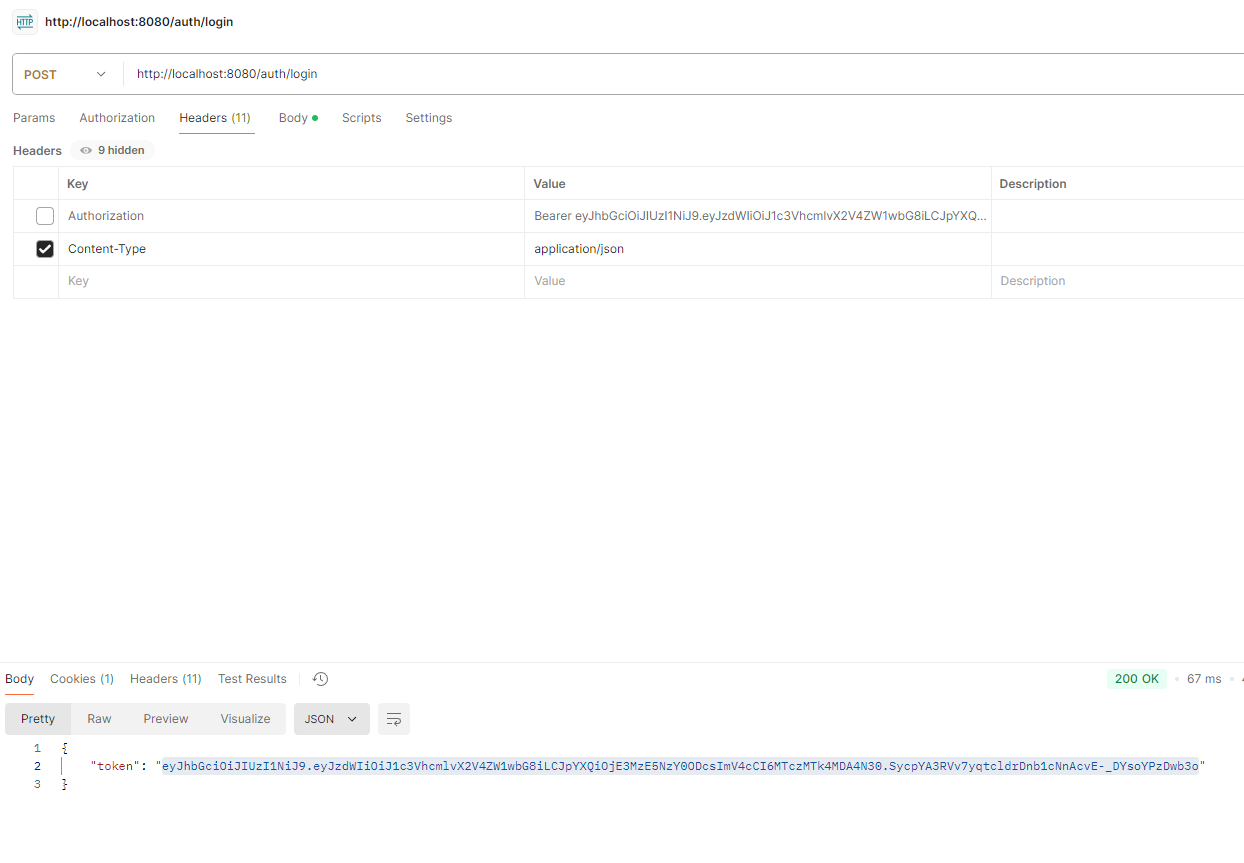 HTTP http://localhost:8080/auth/login
POST http://localhost:8080/auth/login
Params Authorization Headers (11) Body Scripts Settings
Headers 9 hidden
Key Value Description
Authorization Bearer eyJhbGciOiJIUzI1NiJ9.eyJzdWIiOiJ1c3VhcmlvX2V4ZW1wbG8iLCJpYXQ...
Content-Type application/json
Key Value Description
Body Cookies (1) Headers (11) Test Results 200 OK 67 ms
Pretty Raw Preview Visualize JSON
1 {
2 "token": "eyJhbGciOiJIUzI1NiJ9.eyJzdWIiOiJ1c3VhcmlvX2V4ZW1wbG8iLCJpYXQiOjE3MzE5NzY0ODcsImV4cCI6MTczMTk4MDA4N30.SycpYA3RVv7yqtcldrDnb1cNnAcvE-_DYsoYPzDwb3o"
3 }